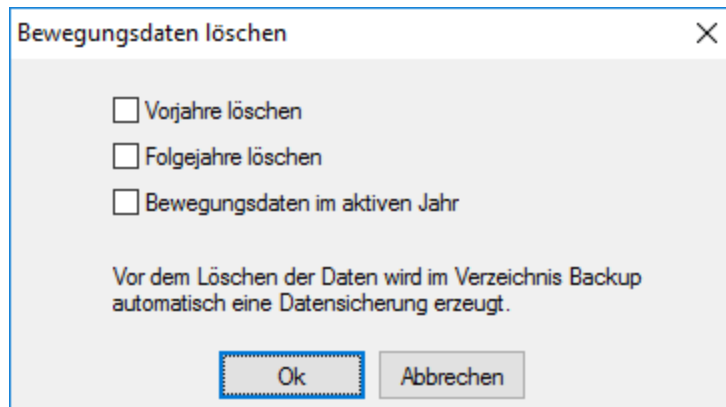 Bewegungsdaten löschen
Vorjahre löschen
Folgejahre löschen
Bewegungsdaten im aktiven Jahr
Vor dem Löschen der Daten wird im Verzeichnis Backup
automatisch eine Datensicherung erzeugt.
Ok
Abbrechen